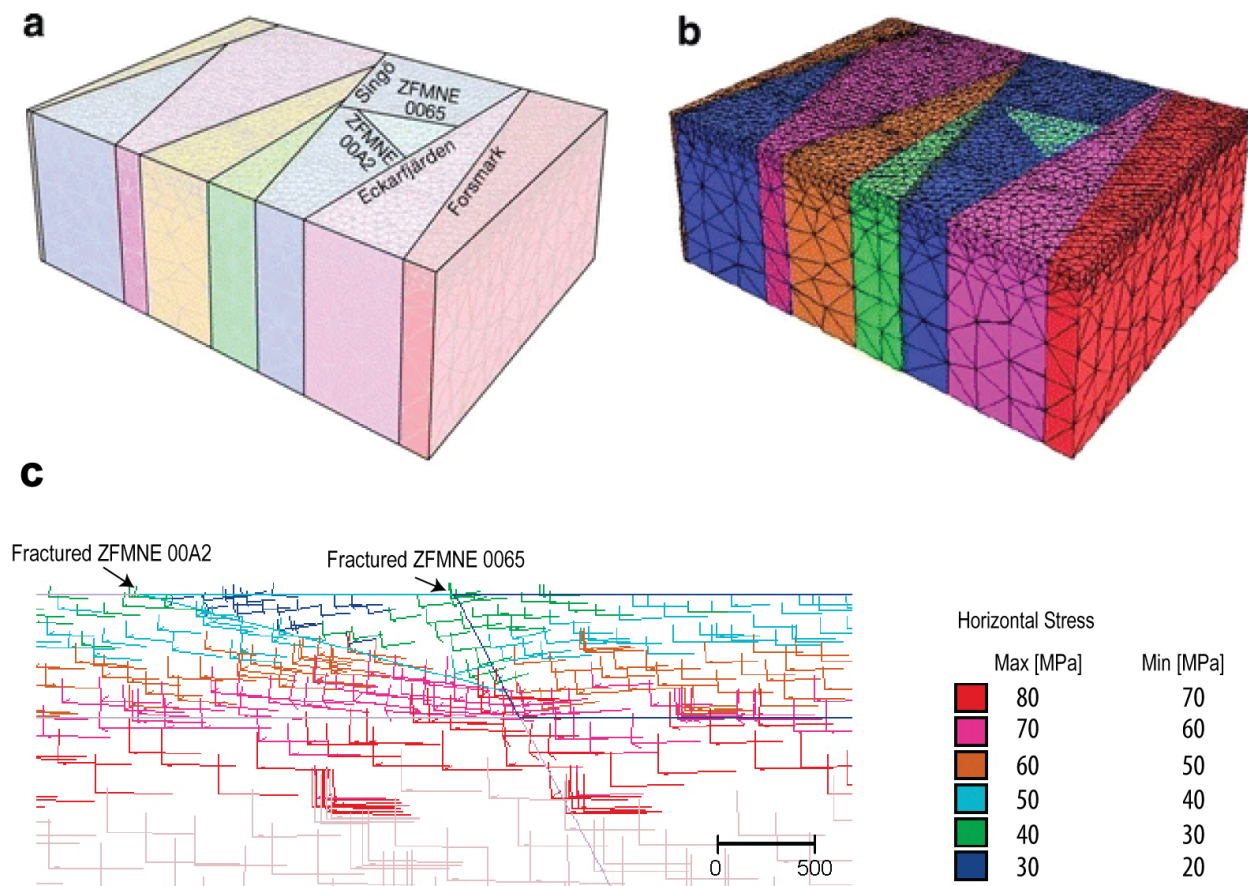 a
b
Singö
ZFMNE
0065
ZFMNE
00A2
Eckarfjärden
Forsmark
c
Fractured ZFMNE 00A2
Fractured ZFMNE 0065
Horizontal Stress
Max [MPa] Min [MPa]
80 70
70 60
60 50
50 40
40 30
30 20
0 500